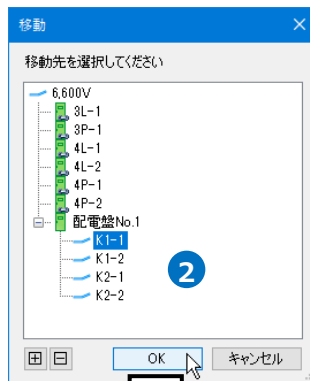 移動
移動先を選択してください
6,600V
3L-1
3P-1
4L-1
4L-2
4P-1
4P-2
配電盤No.1
K1-1
K1-2
K2-1
K2-2
2
OK キャンセル